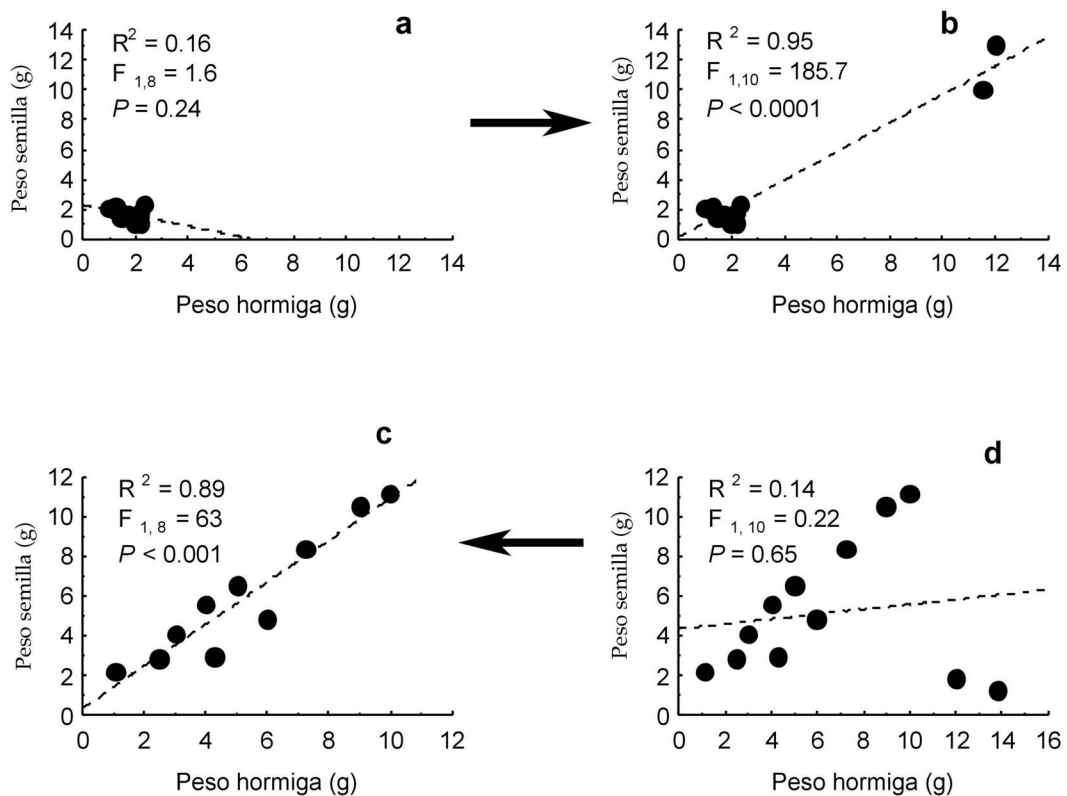 a
R² = 0.16
F 1,8 = 1.6
P = 0.24
Peso semilla (g)
14
12
10
8
6
4
2
0
0 2 4 6 8 10 12 14
Peso hormiga (g)
b
R ² = 0.95
F 1,10 = 185.7
P < 0.0001
Peso semilla (g)
14
12
10
8
6
4
2
0
0 2 4 6 8 10 12 14
Peso hormiga (g)
c
R ² = 0.89
F 1, 8 = 63
P < 0.001
Peso semilla (g)
12
10
8
6
4
2
0
0 2 4 6 8 10 12
Peso hormiga (g)
d
R ² = 0.14
F 1, 10 = 0.22
P = 0.65
Peso semilla (g)
12
10
8
6
4
2
0
0 2 4 6 8 10 12 14 16
Peso hormiga (g)